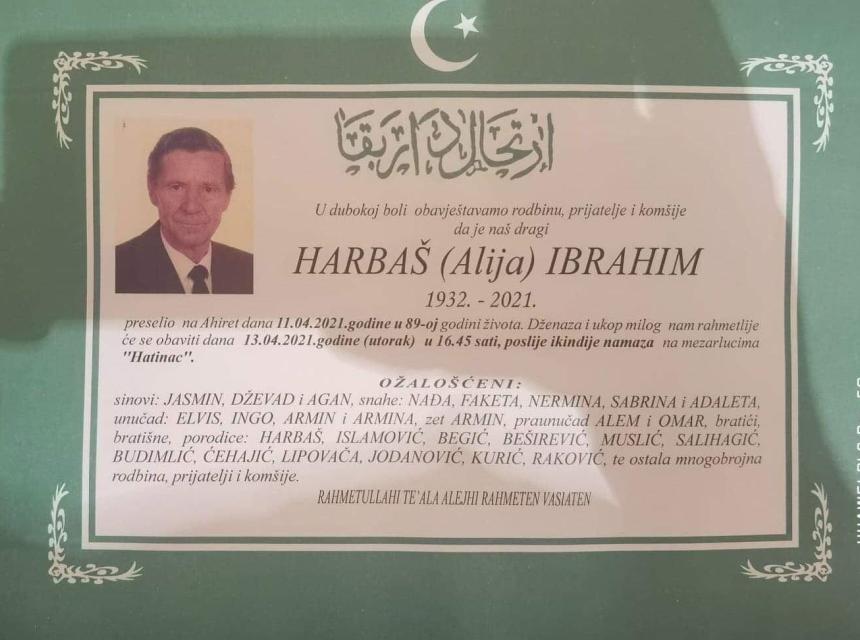 ارتحال دار بقا
U dubokoj boli obavještavamo rodbinu, prijatelje i komšije
da je naš dragi
HARBAŠ (Alija) IBRAHIM
1932. - 2021.
preselio na Ahiret dana 11.04.2021.godine u 89-oj godini života. Dženaza i ukop milog nam rahmetlije
će se obaviti dana 13.04.2021.godine (utorak) u 16.45 sati, poslije ikindije namaza na mezarlucima
"Hatinac".
OŽALOŠĆENI:
sinovi: JASMIN, DŽEVAD i AGAN, snahe: NAĐA, FAKETA, NERMINA, SABRINA i ADALETA,
unučad: ELVIS, INGO, ARMIN i ARMINA, zet ARMIN, praunučad ALEM i OMAR, bratići,
bratišne, porodice: HARBAŠ, ISLAMOVIĆ, BEGIĆ, BEŠIREVIĆ, MUSLIĆ, SALIHAGIĆ,
BUDIMLIĆ, ĆEHAJIĆ, LIPOVAČA, JODANOVIĆ, KURIĆ, RAKOVIĆ, te ostala mnogobrojna
rodbina, prijatelji i komšije.
RAHMETULLAHI TE'ALA ALEJHI RAHMETEN VASIATEN